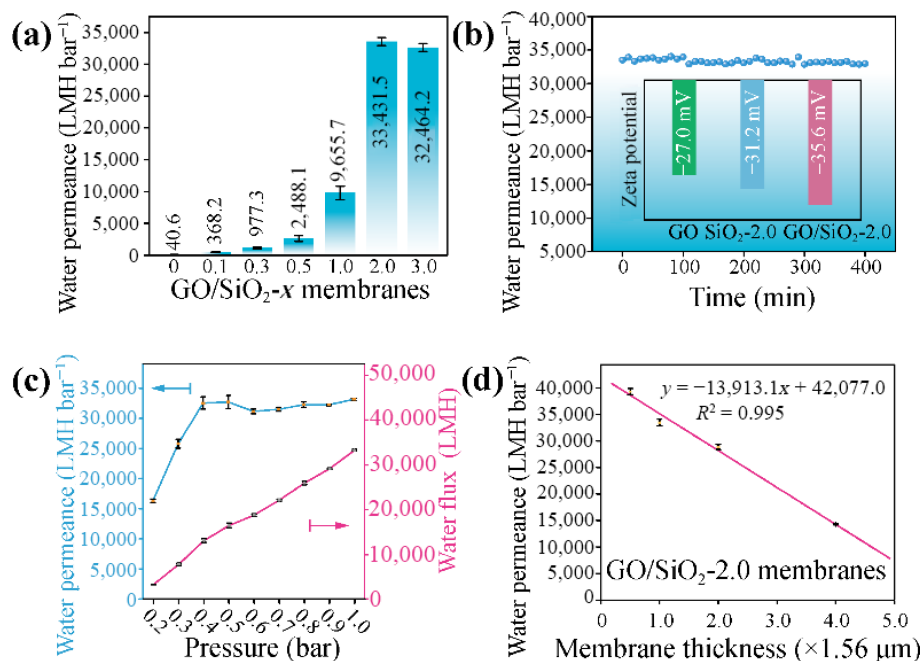 (a)
Water permeance (LMH bar⁻¹)
35,000
30,000
25,000
20,000
15,000
10,000
5,000
0
40.6
368.2
977.3
2,488.1
9,655.7
33,431.5
32,464.2
0 0.1 0.3 0.5 1.0 2.0 3.0
GO/SiO₂-x membranes
(b)
Water permeance (LMH bar⁻¹)
40,000
35,000
30,000
25,000
20,000
15,000
10,000
5,000
Zeta potential
−27.0 mV
−31.2 mV
−35.6 mV
GO SiO₂-2.0 GO/SiO₂-2.0
0 100 200 300 400
Time (min)
(c)
Water permeance (LMH bar⁻¹)
35,000
30,000
25,000
20,000
15,000
10,000
5,000
0
50,000
40,000
30,000
20,000
10,000
0
Water flux (LMH)
0.2 0.3 0.4 0.5 0.6 0.7 0.8 0.9 1.0
Pressure (bar)
(d)
Water permeance (LMH bar⁻¹)
40,000
35,000
30,000
25,000
20,000
15,000
10,000
5,000
0
y = −13,913.1x + 42,077.0
R² = 0.995
GO/SiO₂-2.0 membranes
0 1.0 2.0 3.0 4.0 5.0
Membrane thickness (×1.56 μm)